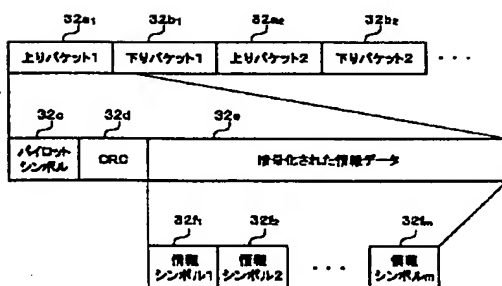 32a1 32b1 32a2 32b2
上りパケット1 下りパケット1 上りパケット2 下りパケット2 ・・・
32c 32d 32e
パイロット
シンボル
CRC
暗号化された情報データ
32f1 32f2 32fm
情報
シンボル1
情報
シンボル2
・・・
情報
シンボルm